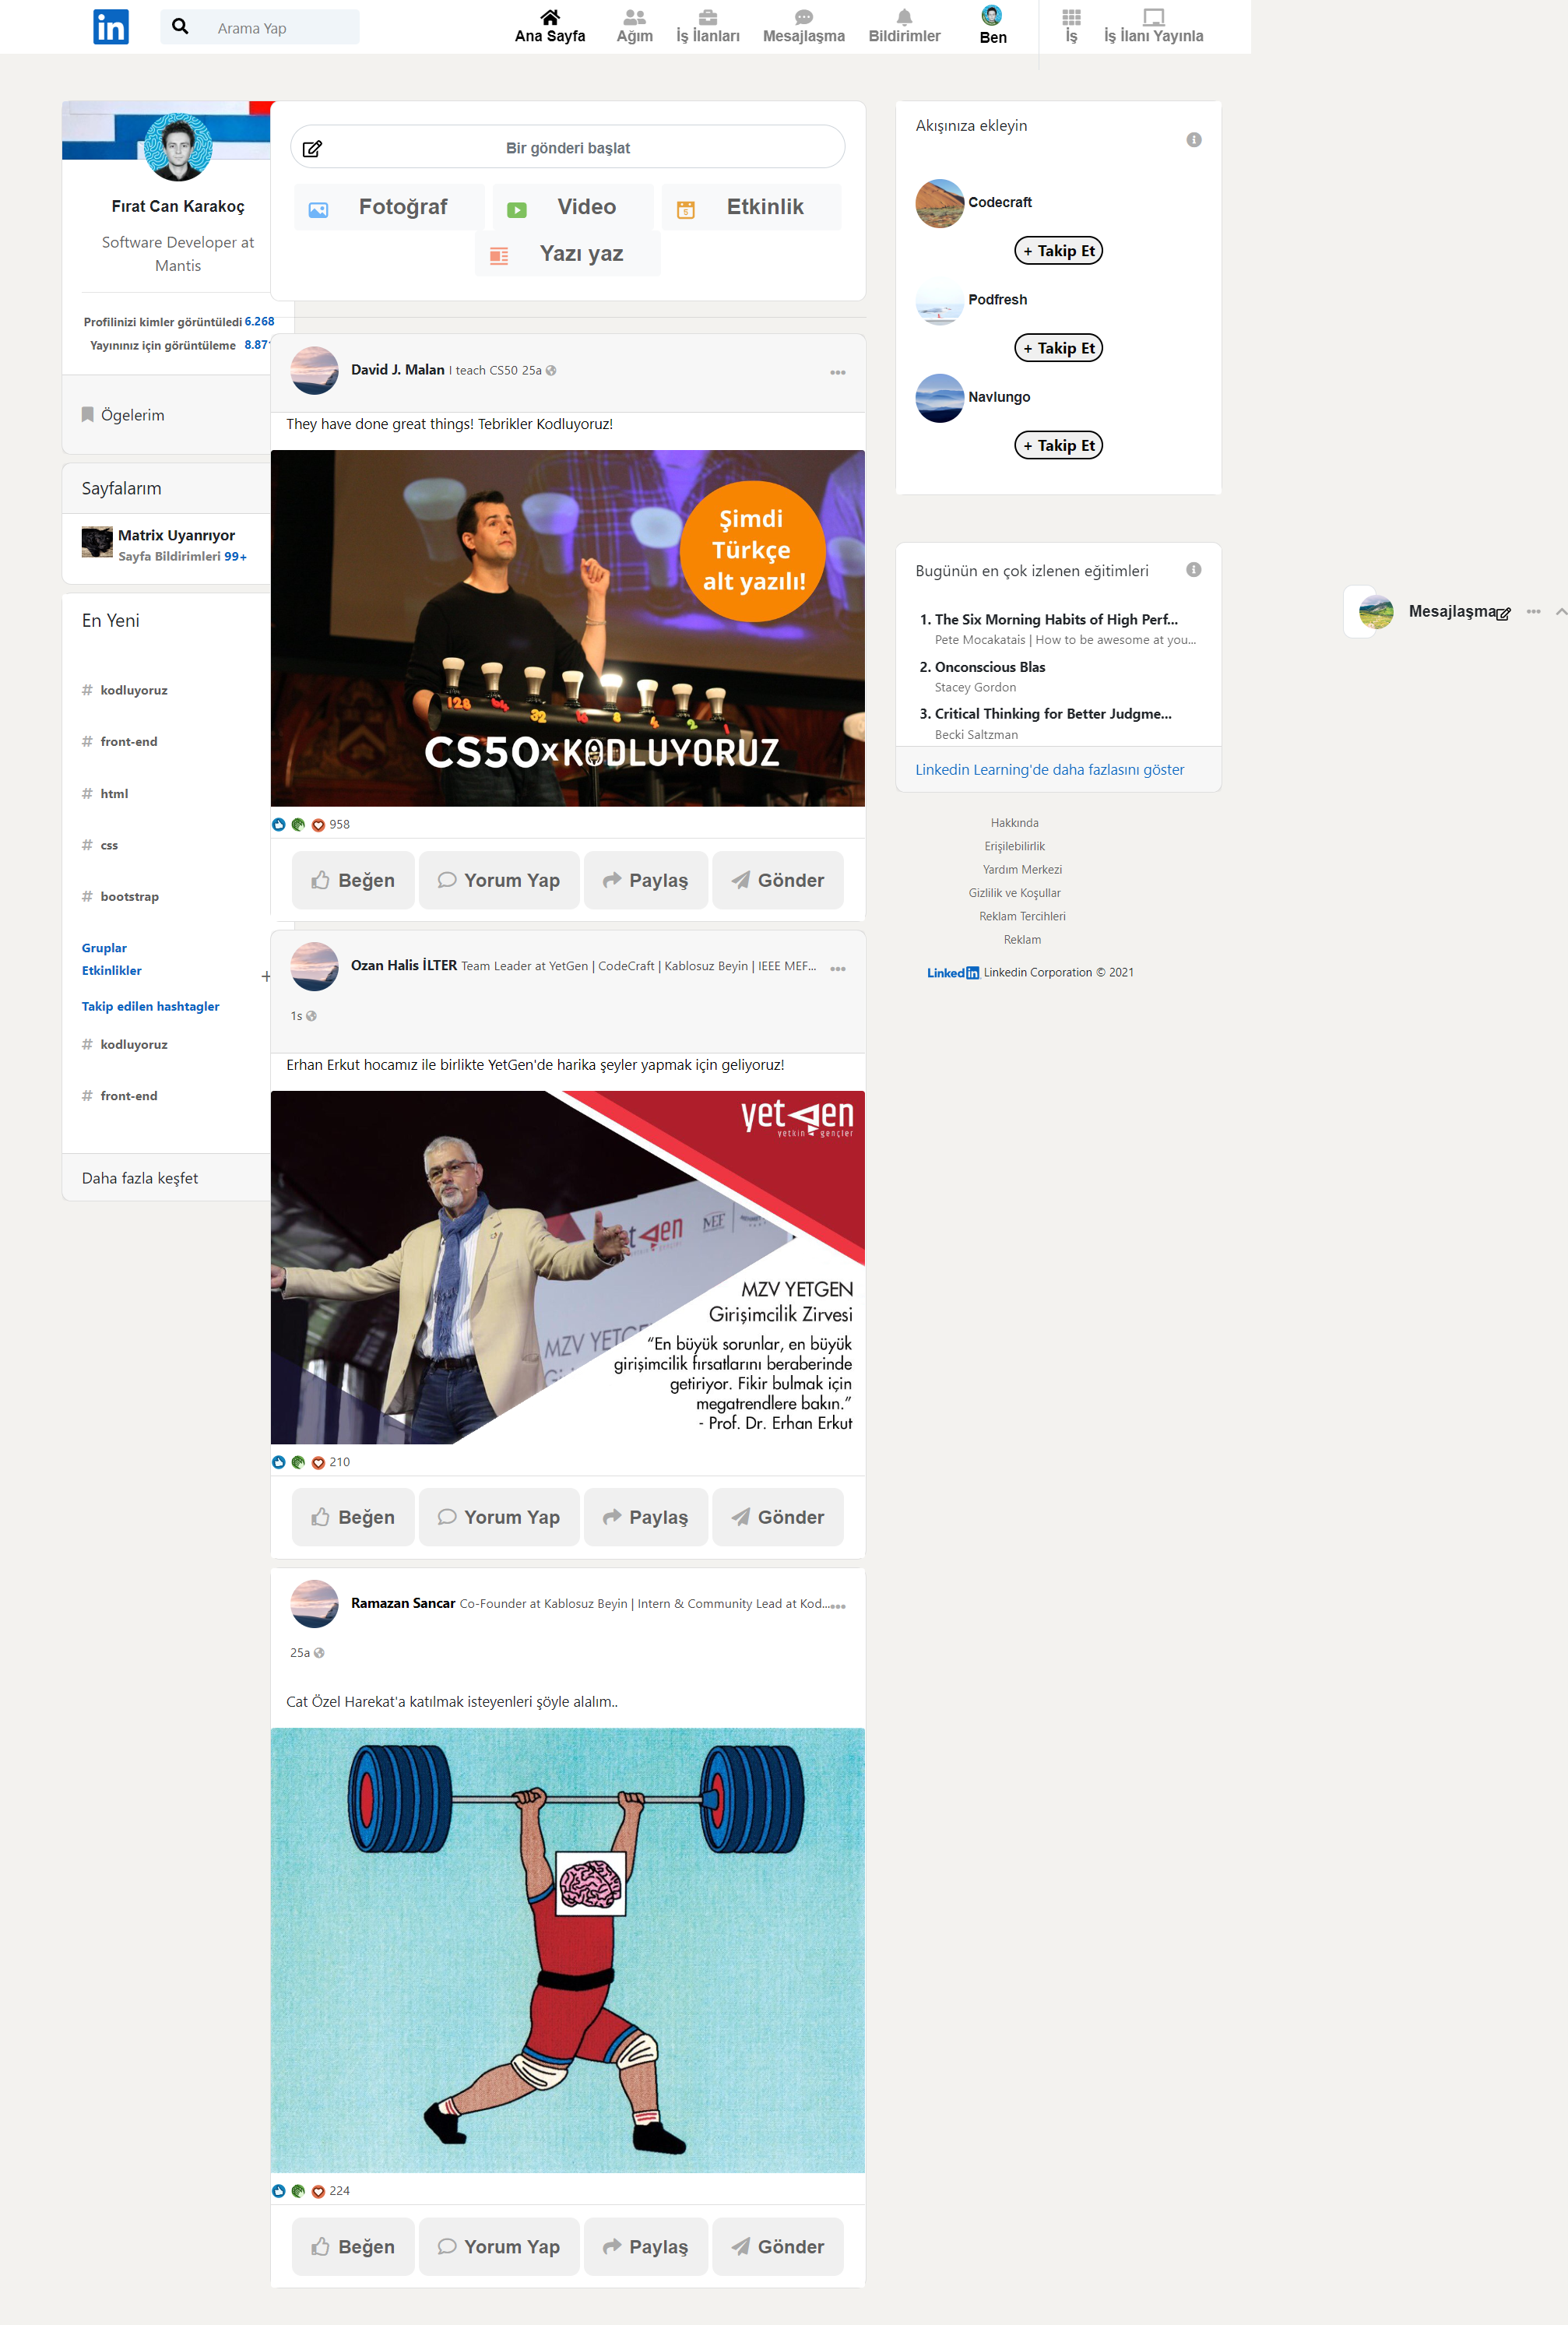 in
Arama Yap
Ana Sayfa
Ağım
İş İlanları
Mesajlaşma
Bildirimler
Ben
İş
İş İlanı Yayınla
Fırat Can Karakoç
Software Developer at
Mantis
Profilinizi kimler görüntüledi 6.268
Yayınınız için görüntüleme 8.871
Ögelerim
Sayfalarım
Matrix Uyanrıyor
Sayfa Bildirimleri 99+
En Yeni
# kodluyoruz
# front-end
# html
# css
# bootstrap
Gruplar
Etkinlikler
+
Takip edilen hashtagler
# kodluyoruz
# front-end
Daha fazla keşfet
Bir gönderi başlat
Fotoğraf
Video
Etkinlik
Yazı yaz
David J. Malan I teach CS50 25a
They have done great things! Tebrikler Kodluyoruz!
Şimdi
Türkçe
alt yazılı!
128 64 32 16 8 4 2 1
CS50xKODLUYORUZ
958
Beğen
Yorum Yap
Paylaş
Gönder
Ozan Halis İLTER Team Leader at YetGen | CodeCraft | Kablosuz Beyin | IEEE MEF...
1s
Erhan Erkut hocamız ile birlikte YetGen'de harika şeyler yapmak için geliyoruz!
yetgen
yetkin gençler
MEF
MZV YETGEN
Girişimcilik Zirvesi
“En büyük sorunlar, en büyük
girişimcilik fırsatlarını beraberinde
getiriyor. Fikir bulmak için
megatrendlere bakın.”
- Prof. Dr. Erhan Erkut
210
Beğen
Yorum Yap
Paylaş
Gönder
Ramazan Sancar Co-Founder at Kablosuz Beyin | Intern & Community Lead at Kod...
25a
Cat Özel Harekat'a katılmak isteyenleri şöyle alalım..
224
Beğen
Yorum Yap
Paylaş
Gönder
Akışınıza ekleyin
Codecraft
+ Takip Et
Podfresh
+ Takip Et
Navlungo
+ Takip Et
Bugünün en çok izlenen eğitimleri
1. The Six Morning Habits of High Perf...
Pete Mocakatais | How to be awesome at you...
2. Onconscious Blas
Stacey Gordon
3. Critical Thinking for Better Judgme...
Becki Saltzman
Linkedin Learning'de daha fazlasını göster
Hakkında
Erişilebilirlik
Yardım Merkezi
Gizlilik ve Koşullar
Reklam Tercihleri
Reklam
Linkedin Linkedin Corporation © 2021
Mesajlaşma